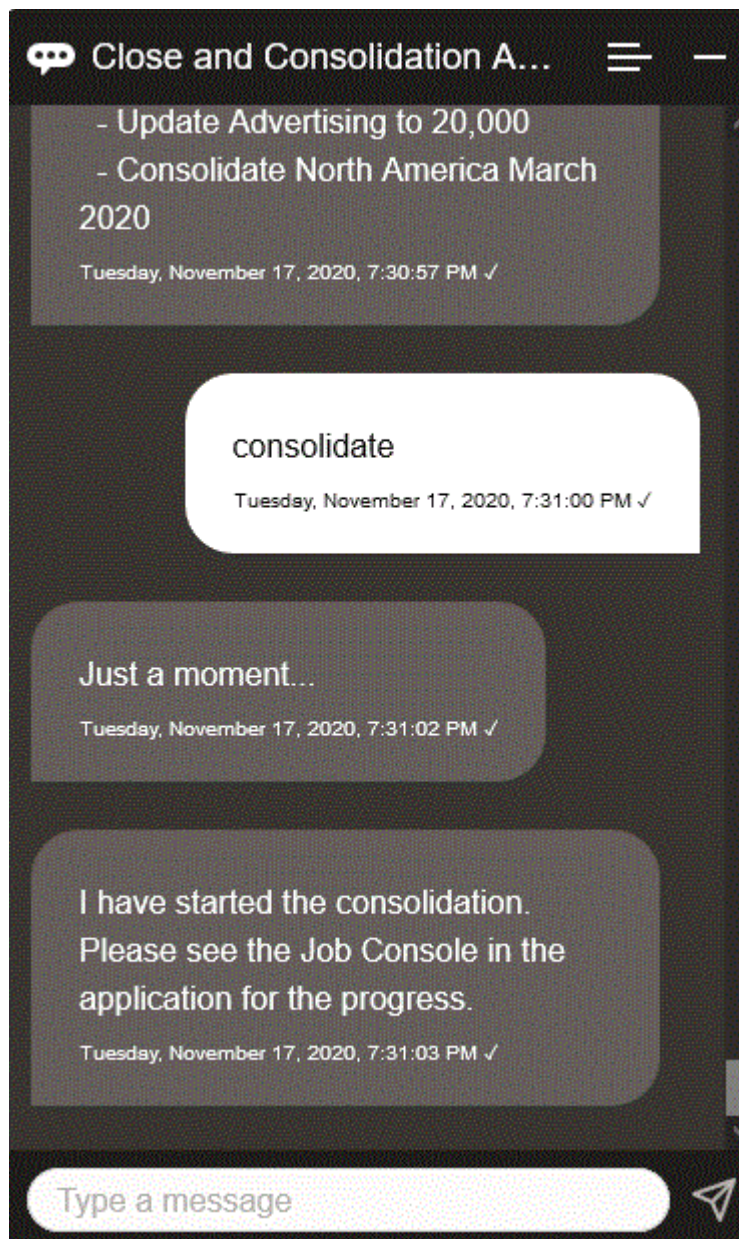 Close and Consolidation A...
- Update Advertising to 20,000
- Consolidate North America March
2020
Tuesday, November 17, 2020, 7:30:57 PM ✓
consolidate
Tuesday, November 17, 2020, 7:31:00 PM ✓
Just a moment...
Tuesday, November 17, 2020, 7:31:02 PM ✓
I have started the consolidation.
Please see the Job Console in the
application for the progress.
Tuesday, November 17, 2020, 7:31:03 PM ✓
Type a message